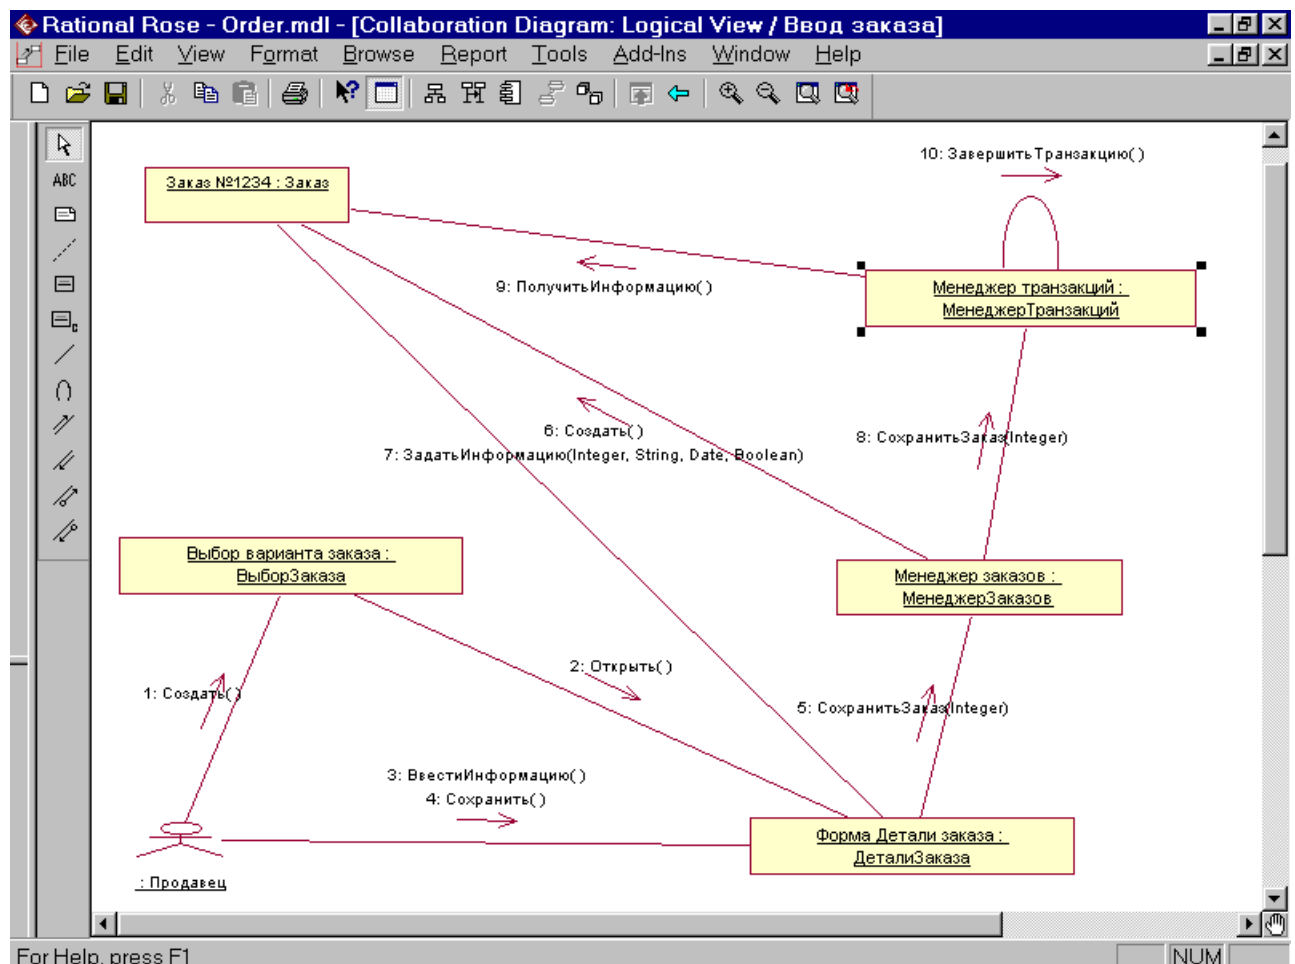 Rational Rose - Order.mdl - [Collaboration Diagram: Logical View / Ввод заказа]
File Edit View Format Browse Report Tools Add-Ins Window Help
ABC
10: ЗавершитьТранзакцию( )
Заказ №1234 : Заказ
9: ПолучитьИнформацию( )
Менеджер транзакций :
МенеджерТранзакций
6: Создать( )
7: ЗадатьИнформацию(Integer, String, Date, Boolean)
8: СохранитьЗаказ(Integer)
Выбор варианта заказа :
ВыборЗаказа
Менеджер заказов :
МенеджерЗаказов
2: Открыть( )
1: Создать( )
5: СохранитьЗаказ(Integer)
3: ВвестиИнформацию( )
4: Сохранить( )
Форма Детали заказа :
ДеталиЗаказа
: Продавец
For Help, press F1
NUM